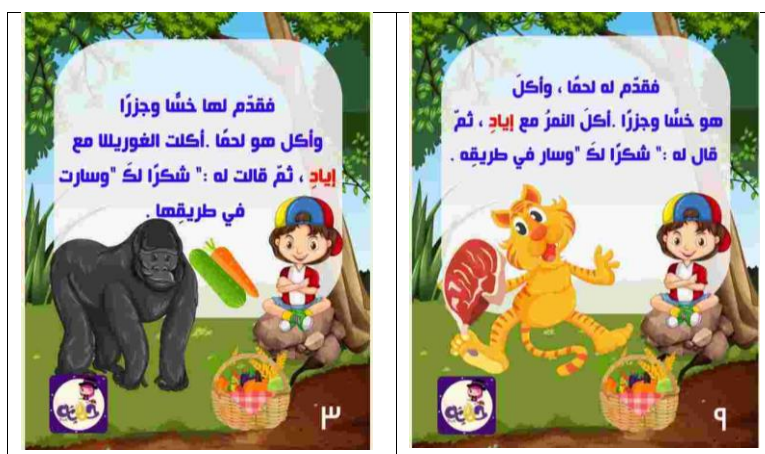 فقدّم له لحمًا ، وأكلَ
هو خسًّا وجزرًا .أكلَ النمرُ مع إيادِ ، ثمّ
قال له :" شكرًا لكَ "وسار في طريقِه .
٩
فقدّم لها خسًّا وجزرًا
وأكل هو لحمًا .أكلت الغوريللا مع
إيادِ ، ثمّ قالت له :" شكرًا لكَ "وسارت
في طريقِها .
٣